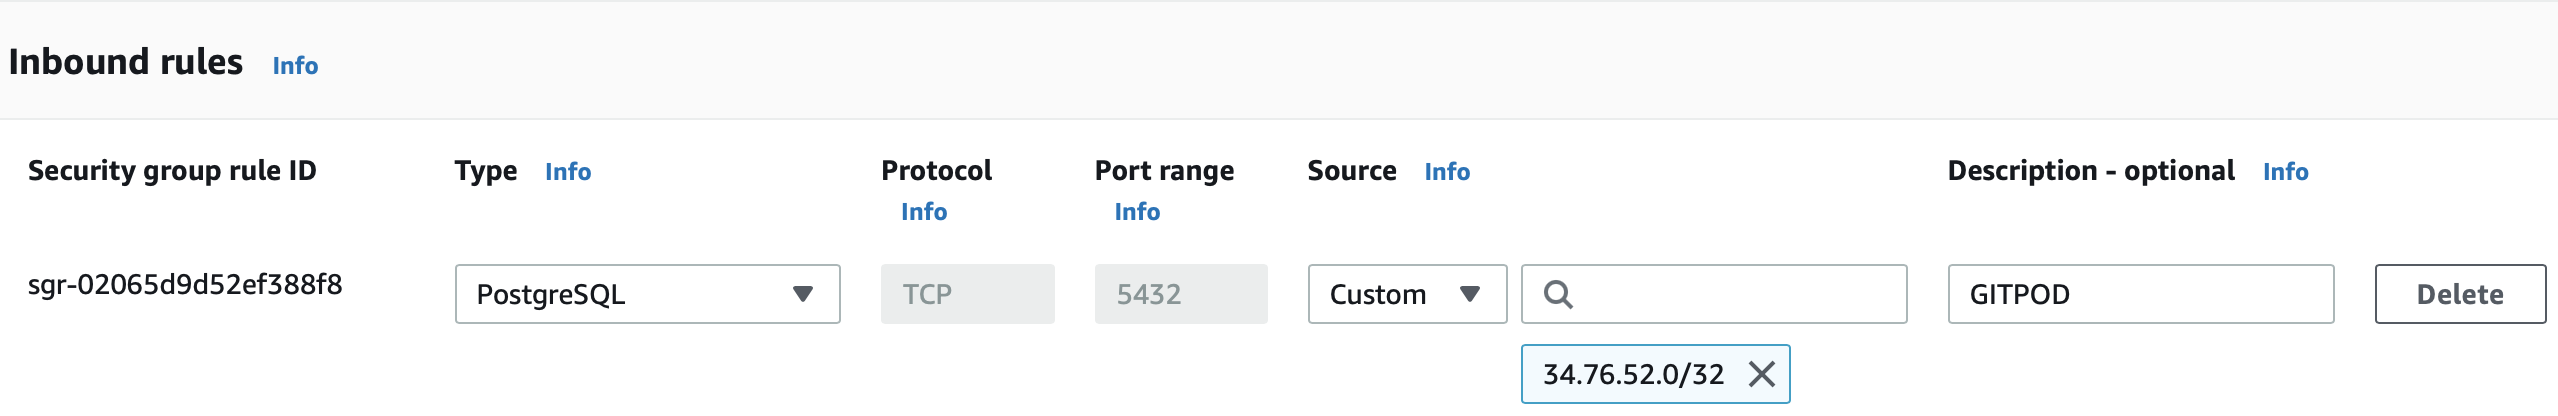 Inbound rules Info
Security group rule ID Type Info Protocol Info Port range Info Source Info Description - optional Info
sgr-02065d9d52ef388f8 PostgreSQL TCP 5432 Custom GITPOD Delete
34.76.52.0/32